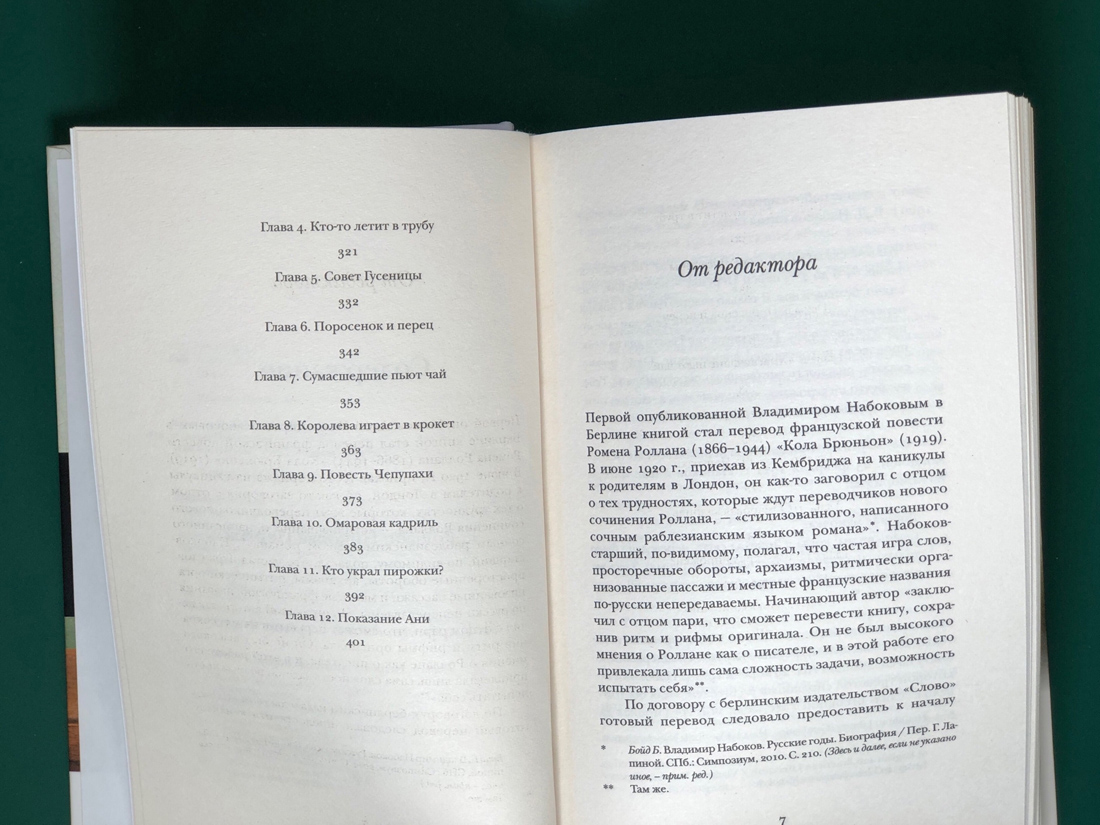 Глава 4. Кто-то летит в трубу
321
Глава 5. Совет Гусеницы
332
Глава 6. Поросенок и перец
342
Глава 7. Сумасшедшие пьют чай
353
Глава 8. Королева играет в крокет
363
Глава 9. Повесть Чепупахи
373
Глава 10. Омаровая кадриль
383
Глава 11. Кто украл пирожки?
392
Глава 12. Показание Ани
401
От редактора
Первой опубликованной Владимиром Набоковым в
Берлине книгой стал перевод французской повести
Ромена Роллана (1866–1944) «Кола Брюньон» (1919).
В июне 1920 г., приехав из Кембриджа на каникулы
к родителям в Лондон, он как-то заговорил с отцом
о тех трудностях, которые ждут переводчиков нового
сочинения Роллана, — «стилизованного, написанного
сочным раблезианским языком романа»*. Набоков-
старший, по-видимому, полагал, что частая игра слов,
просторечные обороты, архаизмы, ритмически орга-
низованные пассажи и местные французские названия
по-русски непередаваемы. Начинающий автор «заклю-
чил с отцом пари, что сможет перевести книгу, сохра-
нив ритм и рифмы оригинала. Он не был высокого
мнения о Роллане как о писателе, и в этой работе его
привлекала лишь сама сложность задачи, возможность
испытать себя»**.
По договору с берлинским издательством «Слово»
готовый перевод следовало предоставить к началу
* Бойд Б. Владимир Набоков. Русские годы. Биография / Пер. Г. Ла-
пиной. СПб.: Симпозиум, 2010. С. 210. (Здесь и далее, если не указано
иное, – прим. ред.)
** Там же.
7